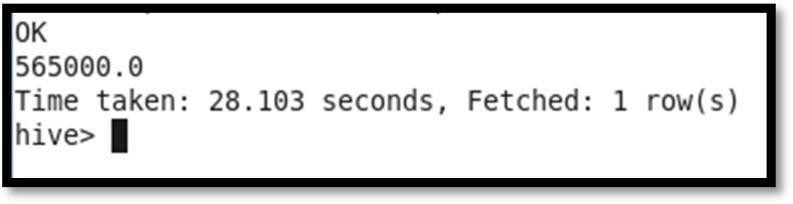 OK
565000.0
Time taken: 28.103 seconds, Fetched: 1 row(s)
hive>